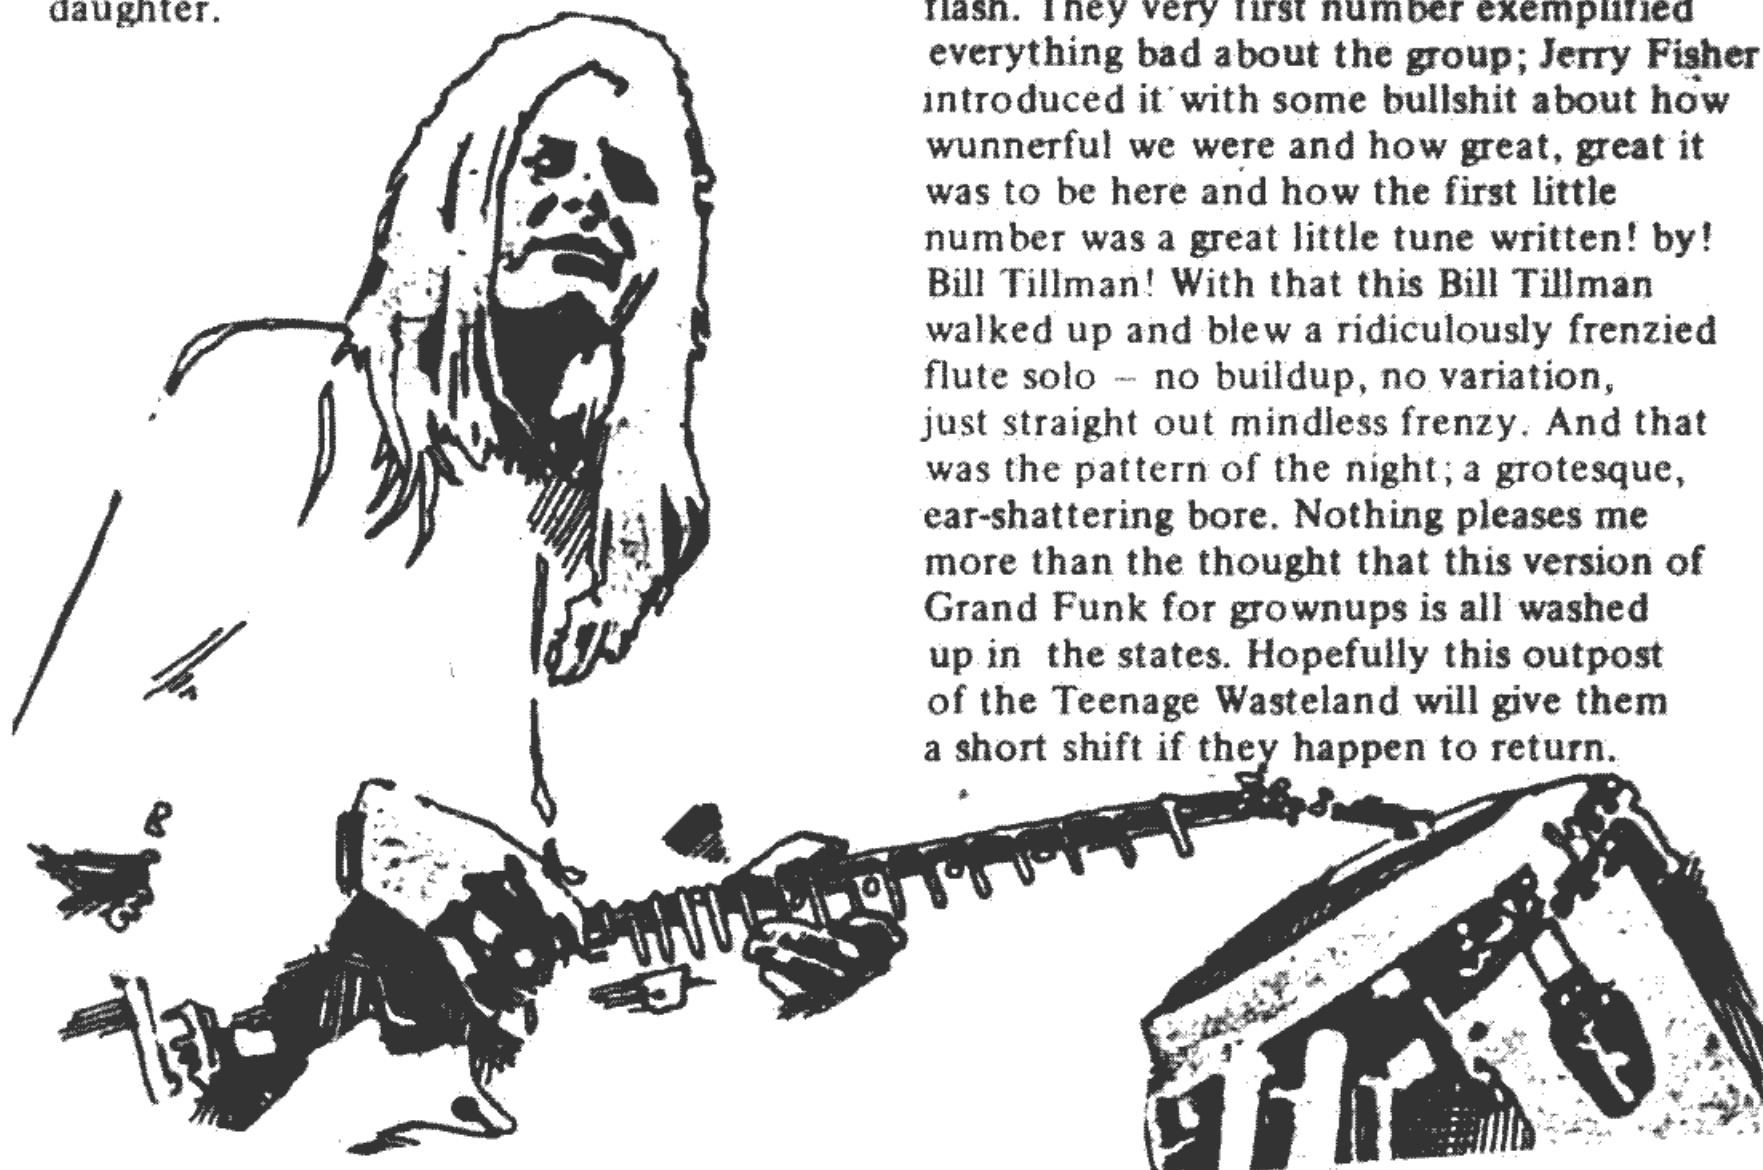 daughter.
flash. They very first number exemplified
everything bad about the group; Jerry Fisher
introduced it with some bullshit about how
wunnerful we were and how great, great it
was to be here and how the first little
number was a great little tune written! by!
Bill Tillman! With that this Bill Tillman
walked up and blew a ridiculously frenzied
flute solo – no buildup, no variation,
just straight out mindless frenzy. And that
was the pattern of the night; a grotesque,
ear-shattering bore. Nothing pleases me
more than the thought that this version of
Grand Funk for grownups is all washed
up in the states. Hopefully this outpost
of the Teenage Wasteland will give them
a short shift if they happen to return.